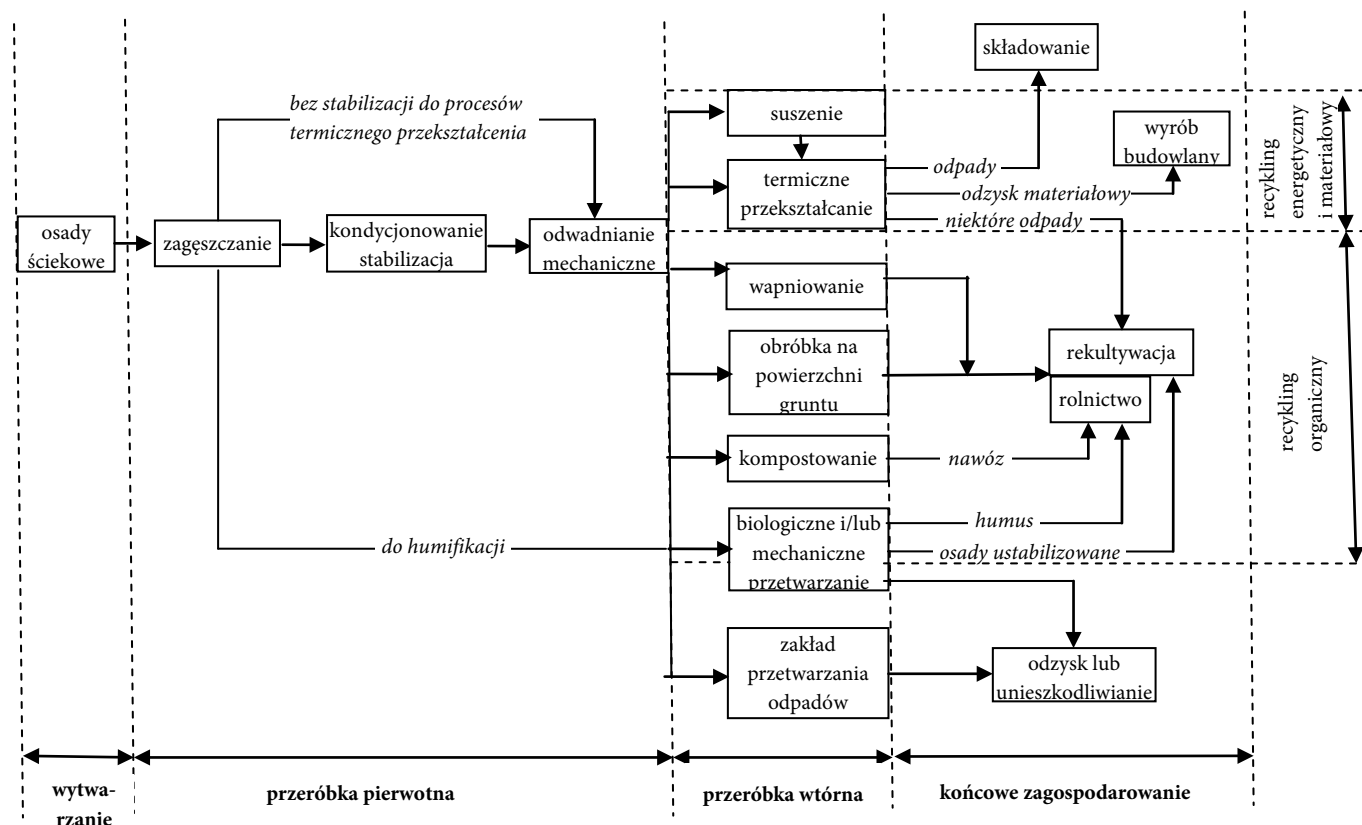 składowanie
bez stabilizacji do procesów
termicznego przekształcenia
suszenie
wyrób
budowlany
recykling
energetyczny
i materiałowy
termiczne
przekształcanie
odpady
odzysk materiałowy
niektóre odpady
osady
ściekowe
zagęszczanie
kondycjonowanie
stabilizacja
odwadnianie
mechaniczne
wapniowanie
obróbka na
powierzchni
gruntu
rekultywacja
rolnictwo
recykling
organiczny
kompostowanie
nawóz
do humifikacji
biologiczne i/lub
mechaniczne
przetwarzanie
humus
osady ustabilizowane
zakład
przetwarzania
odpadów
odzysk lub
unieszkodliwianie
wytwa-
rzanie
przeróbka pierwotna
przeróbka wtórna
końcowe zagospodarowanie